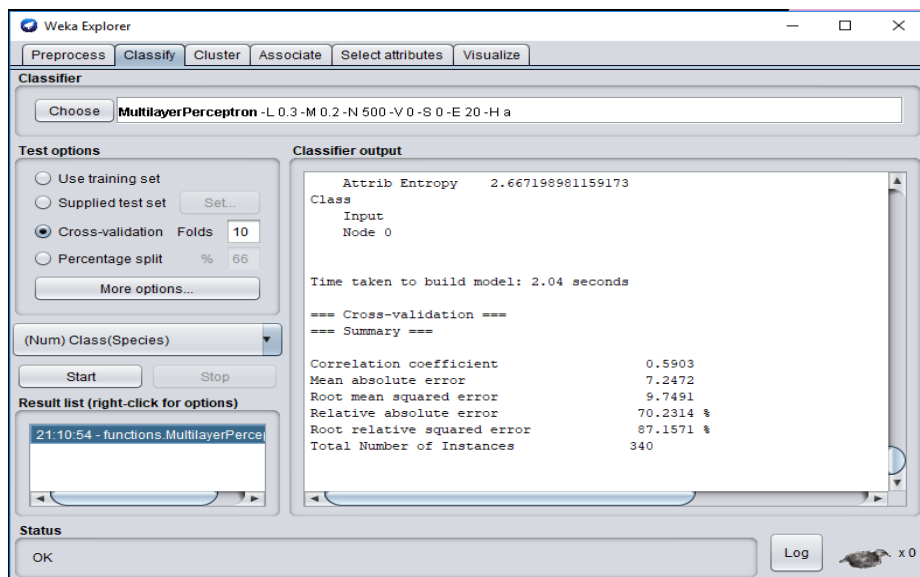 Weka Explorer
Preprocess Classify Cluster Associate Select attributes Visualize
Classifier
Choose MultilayerPerceptron -L 0.3 -M 0.2 -N 500 -V 0 -S 0 -E 20 -H a
Test options
Use training set
Supplied test set Set...
Cross-validation Folds 10
Percentage split % 66
More options...
(Num) Class(Species)
Start Stop
Result list (right-click for options)
21:10:54 - functions.MultilayerPercep
Classifier output
Attrib Entropy 2.667198981159173
Class
Input
Node 0
Time taken to build model: 2.04 seconds
=== Cross-validation ===
=== Summary ===
Correlation coefficient 0.5903
Mean absolute error 7.2472
Root mean squared error 9.7491
Relative absolute error 70.2314 %
Root relative squared error 87.1571 %
Total Number of Instances 340
Status
OK
Log
x 0